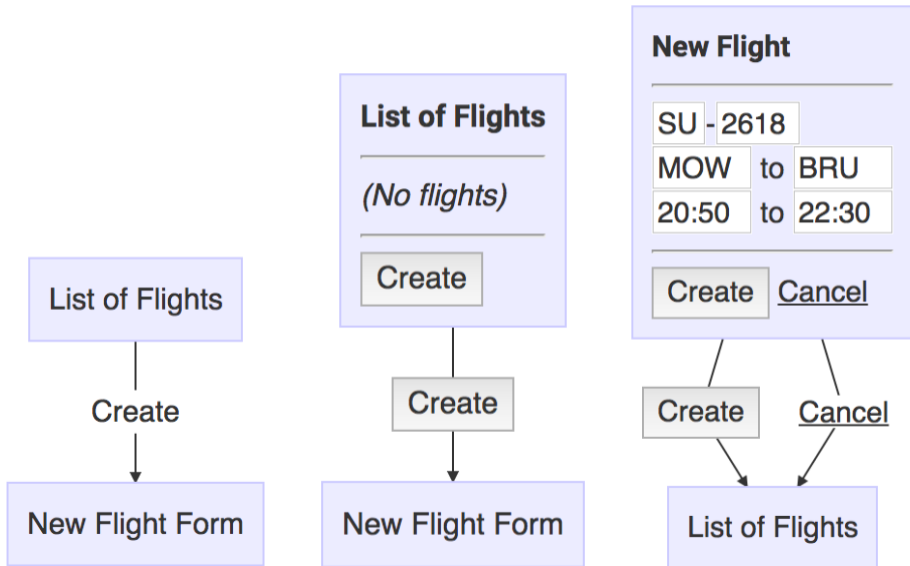 List of Flights
Create
New Flight Form
List of Flights
(No flights)
Create
Create
New Flight Form
New Flight
SU - 2618
MOW to BRU
20:50 to 22:30
Create Cancel
Create Cancel
List of Flights